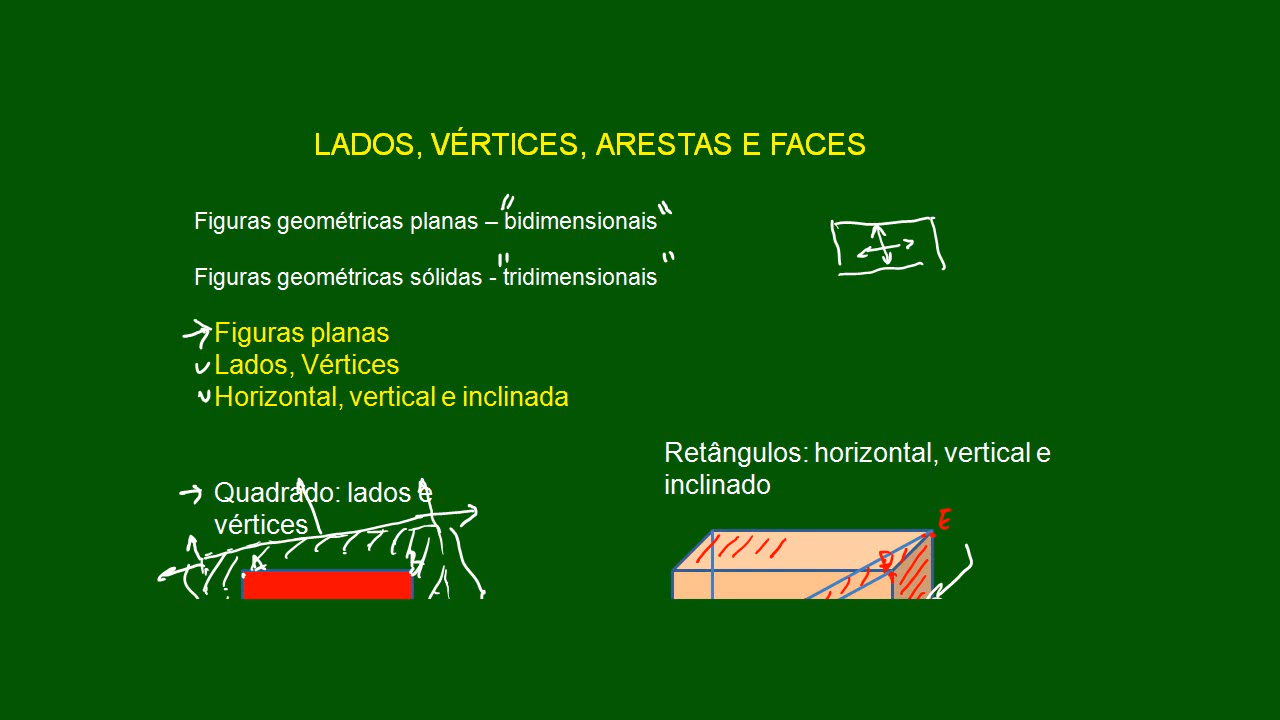 LADOS, VÉRTICES, ARESTAS E FACES
Figuras geométricas planas – "bidimensionais"
Figuras geométricas sólidas - "tridimensionais"
Figuras planas
Lados, Vértices
Horizontal, vertical e inclinada
Retângulos: horizontal, vertical e
inclinado
Quadrado: lados e
vértices
E
A
D